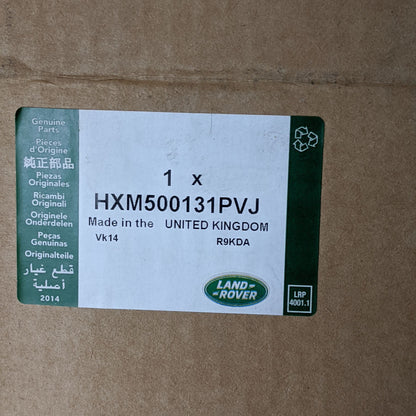 Genuine
Parts
Pièces
d'Origine
純正部品
Piezas
Originales
Ricambi
Originali
Originele
Onderdelen
Peças
Genuinas
Originalteile
قطع غيار
أصلية
2014
1 x
HXM500131PVJ
Made in the UNITED KINGDOM
Vk14 R9KDA
LAND
ROVER
LRP
4001.1